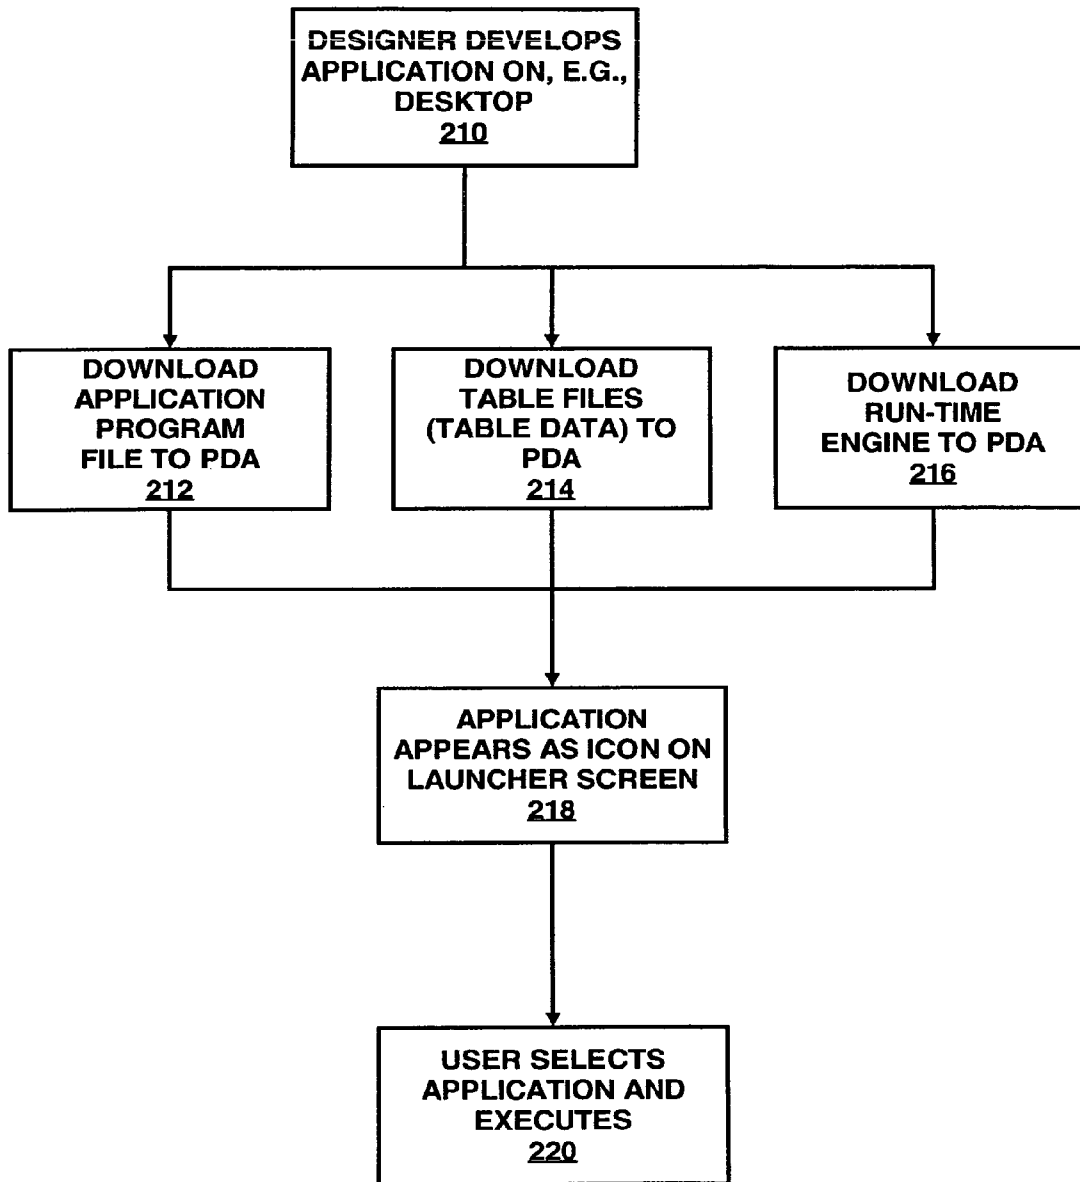 DESIGNER DEVELOPS
APPLICATION ON, E.G.,
DESKTOP
210
DOWNLOAD
APPLICATION
PROGRAM
FILE TO PDA
212
DOWNLOAD
TABLE FILES
(TABLE DATA) TO
PDA
214
DOWNLOAD
RUN-TIME
ENGINE TO PDA
216
APPLICATION
APPEARS AS ICON ON
LAUNCHER SCREEN
218
USER SELECTS
APPLICATION AND
EXECUTES
220